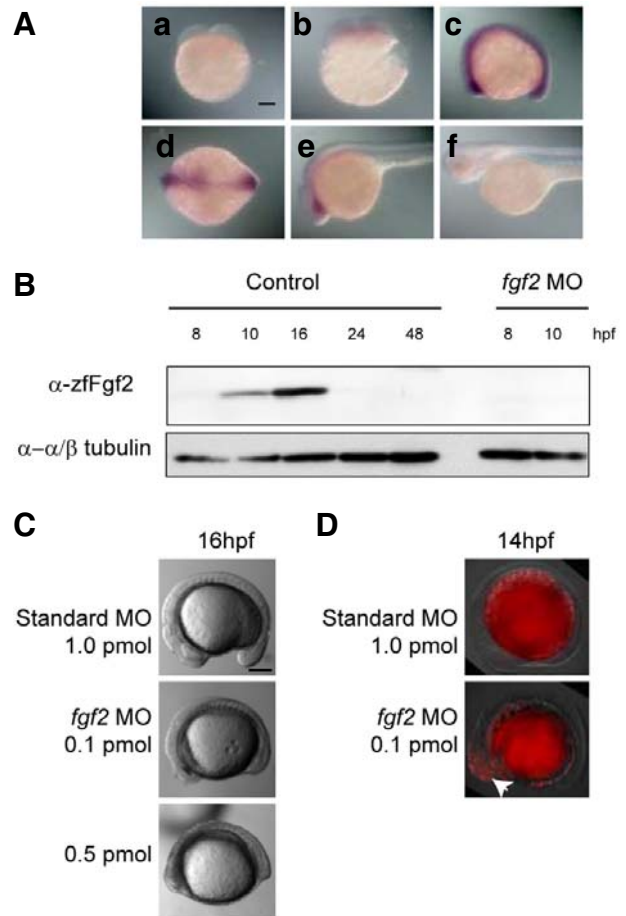 A
a b c
d e f
B
Control fgf2 MO
8 10 16 24 48 8 10 hpf
α-zfFgf2
α-α/β tubulin
C D
16hpf 14hpf
Standard MO
1.0 pmol
Standard MO
1.0 pmol
fgf2 MO
0.1 pmol
fgf2 MO
0.1 pmol
0.5 pmol